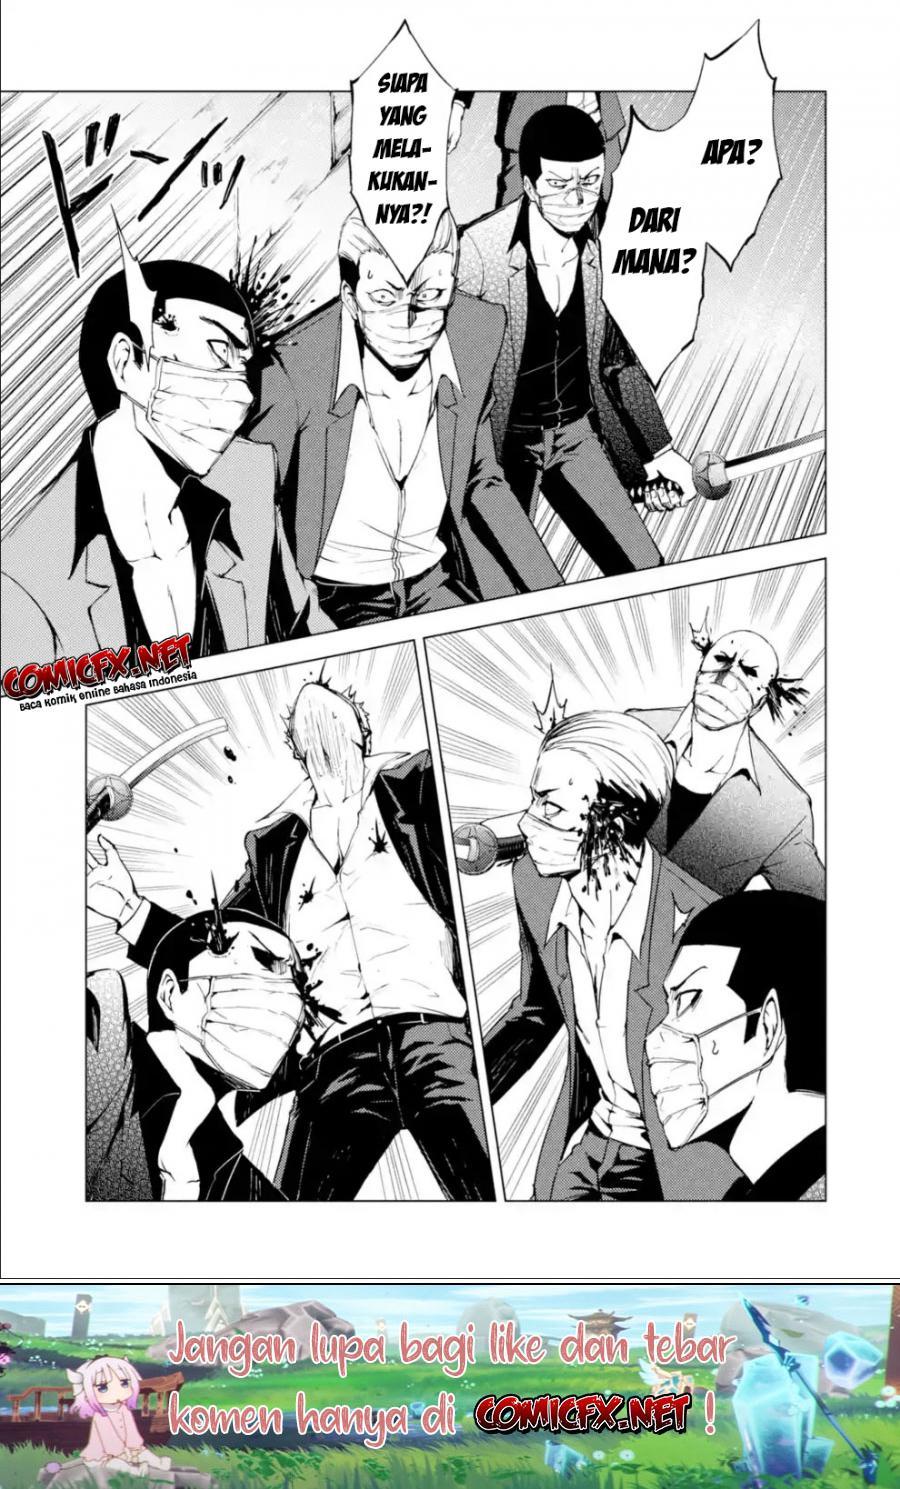 APA?
DARI
MANA?
SIAPA
YANG
MELA-
KUKAN-
NYA?!
ドンッ
COMICFX.NET
Baca Komik Online Bahasa Indonesia
Jangan lupa bagi like dan tebar
komen hanya di COMICFX.NET !